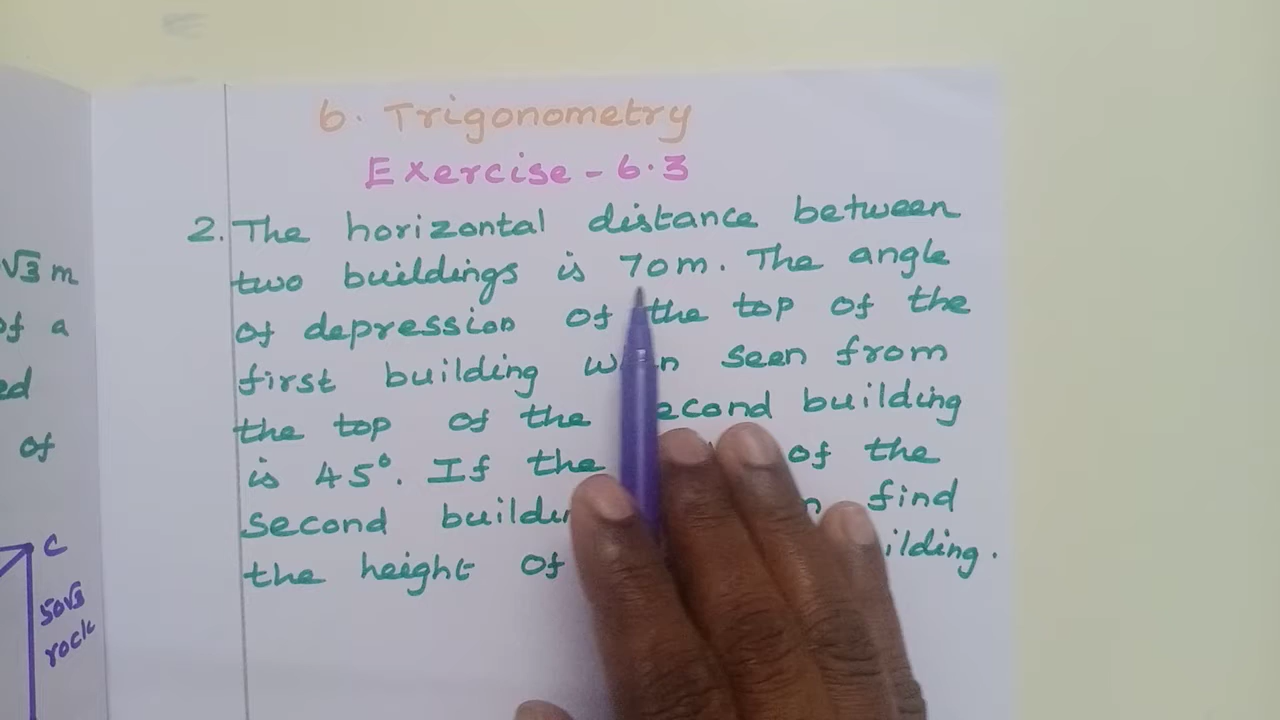 6. Trigonometry
Exercise - 6.3
2. The horizontal distance between
two buildings is 70m. The angle
of depression of the top of the
first building seen from
the top of the second building
is 45°. If the of the
second find
the height of
√3 m
of a
ed
of
C
50√3
rock